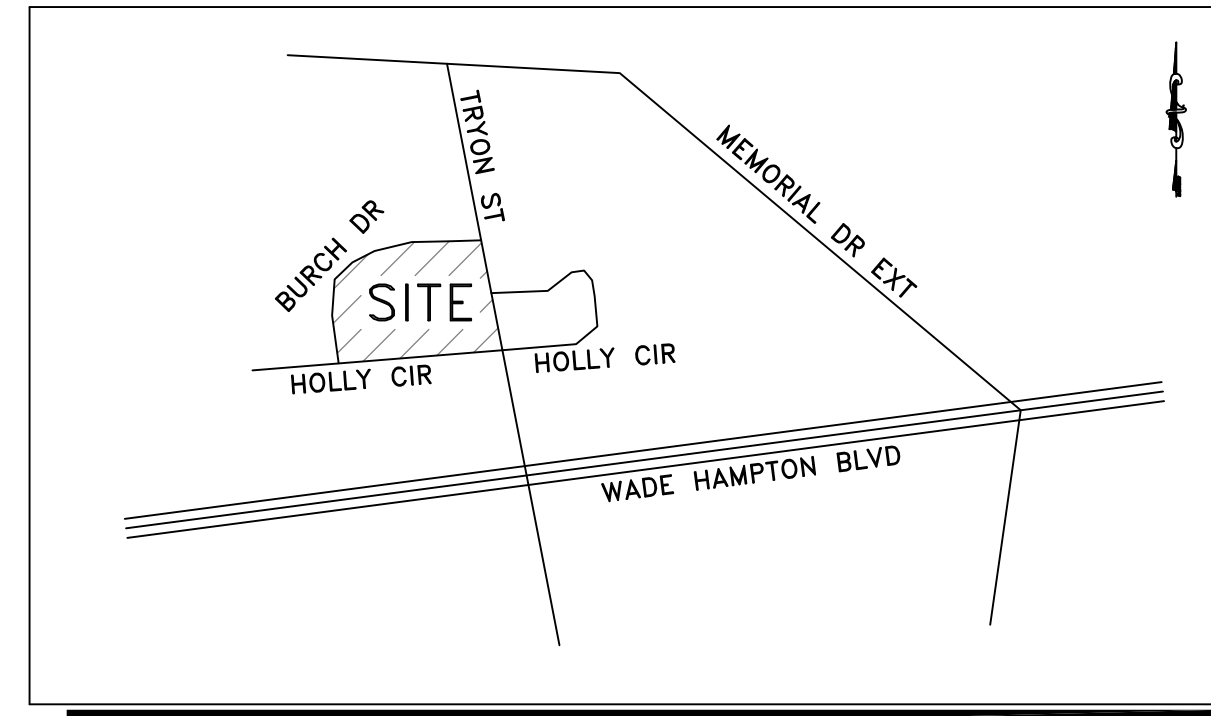 TRYON ST
MEMORIAL DR EXT
BURCH DR
SITE
HOLLY CIR
HOLLY CIR
WADE HAMPTON BLVD